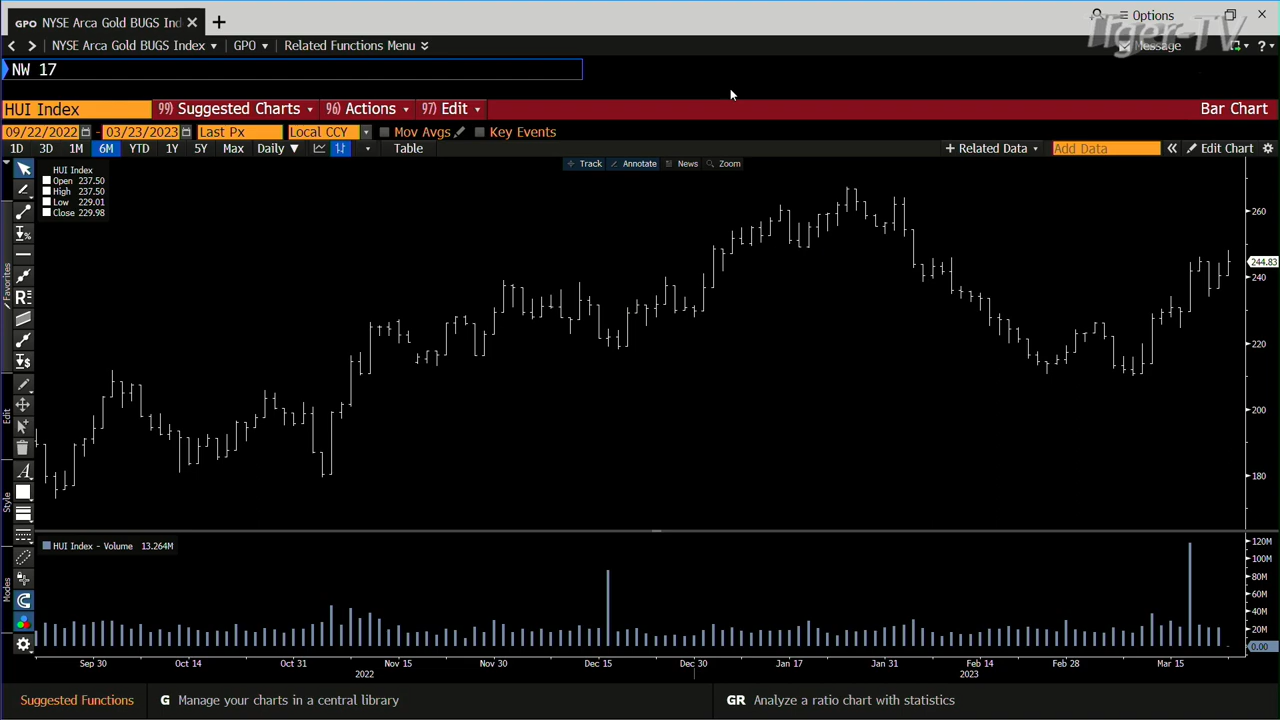 GPO NYSE Arca Gold BUGS Ind
Options
Tiger-TV
NYSE Arca Gold BUGS Index GPO Related Functions Menu
Message
NW 17
HUI Index 99) Suggested Charts 96) Actions 97) Edit Bar Chart
09/22/2022 - 03/23/2023 Last Px Local CCY Mov Avgs Key Events
1D 3D 1M 6M YTD 1Y 5Y Max Daily ▼ Table + Related Data Add Data « Edit Chart
Track Annotate News Zoom
HUI Index
Open 237.50
High 237.50
Low 229.01
Close 229.98
260
244.83
240
220
200
180
Favorites
Edit
Style
Modes
HUI Index - Volume 13.264M
120M
100M
80M
60M
40M
20M
0.00
Sep 30 Oct 14 Oct 31 Nov 15 Nov 30 Dec 15 Dec 30 Jan 17 Jan 31 Feb 14 Feb 28 Mar 15
2022 2023
Suggested Functions G Manage your charts in a central library GR Analyze a ratio chart with statistics